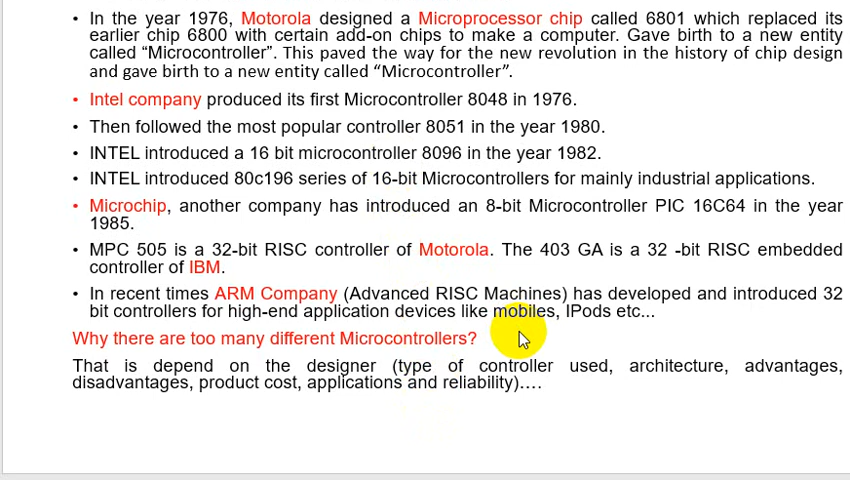 • In the year 1976, Motorola designed a Microprocessor chip called 6801 which replaced its
earlier chip 6800 with certain add-on chips to make a computer. Gave birth to a new entity
called “Microcontroller”. This paved the way for the new revolution in the history of chip design
and gave birth to a new entity called “Microcontroller”.
• Intel company produced its first Microcontroller 8048 in 1976.
• Then followed the most popular controller 8051 in the year 1980.
• INTEL introduced a 16 bit microcontroller 8096 in the year 1982.
• INTEL introduced 80c196 series of 16-bit Microcontrollers for mainly industrial applications.
• Microchip, another company has introduced an 8-bit Microcontroller PIC 16C64 in the year
1985.
• MPC 505 is a 32-bit RISC controller of Motorola. The 403 GA is a 32 -bit RISC embedded
controller of IBM.
• In recent times ARM Company (Advanced RISC Machines) has developed and introduced 32
bit controllers for high-end application devices like mobiles, IPods etc...
Why there are too many different Microcontrollers?
That is depend on the designer (type of controller used, architecture, advantages,
disadvantages, product cost, applications and reliability)….